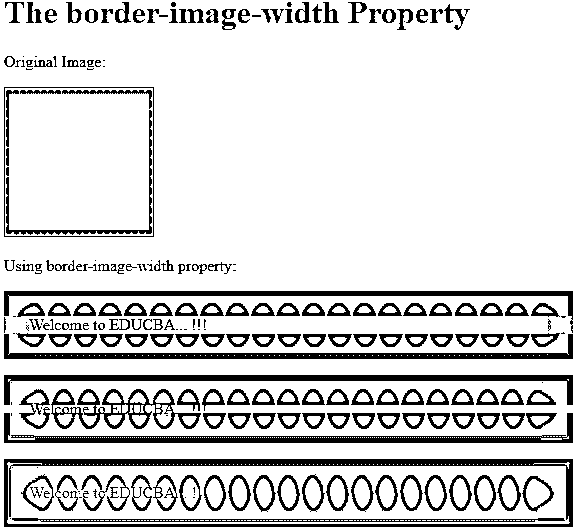 The border-image-width Property
Original Image:
Using border-image-width property:
Welcome to EDUCBA... !!!
Welcome to EDUCBA... !!!
Welcome to EDUCBA... !